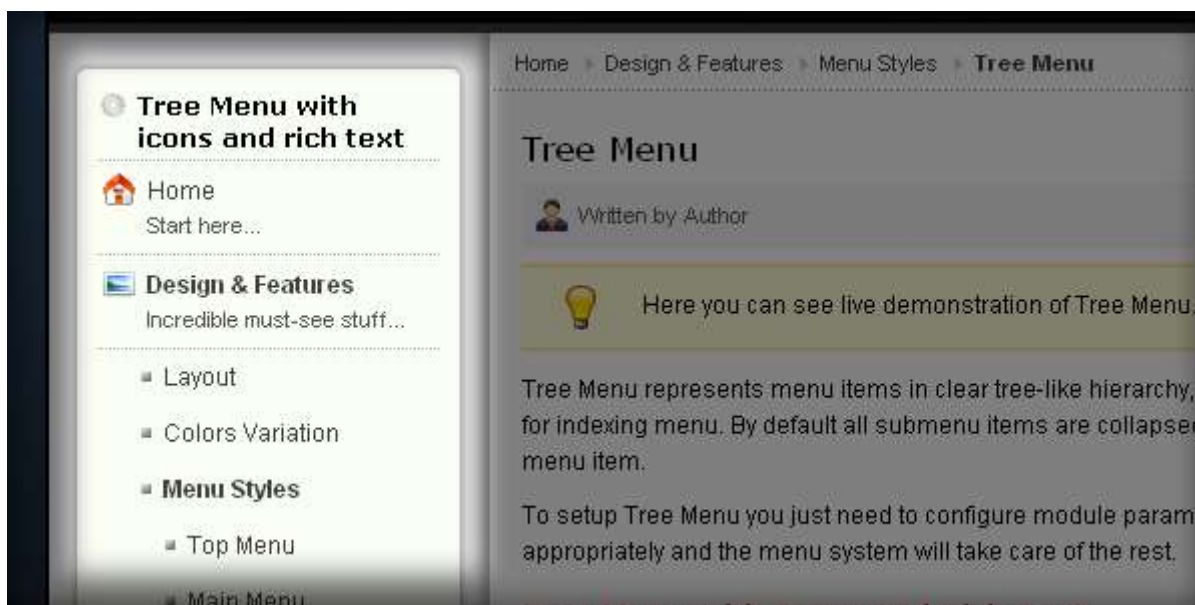 Tree Menu with
icons and rich text
Home
Start here...
Design & Features
Incredible must-see stuff...
Layout
Colors Variation
Menu Styles
Top Menu
Main Menu
Home Design & Features Menu Styles Tree Menu
Tree Menu
Written by Author
Here you can see live demonstration of Tree Menu.
Tree Menu represents menu items in clear tree-like hierarchy,
for indexing menu. By default all submenu items are collapse
menu item.
To setup Tree Menu you just need to configure module param
appropriately and the menu system will take care of the rest.